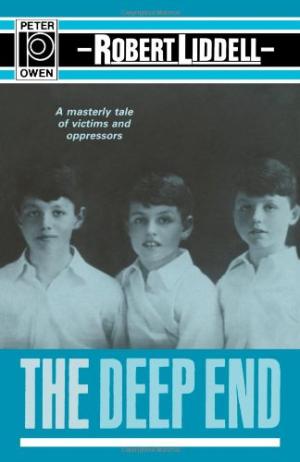 PETER
OWEN
–ROBERT LIDDELL–
A masterly tale
of victims and
oppressors
THE DEEP END